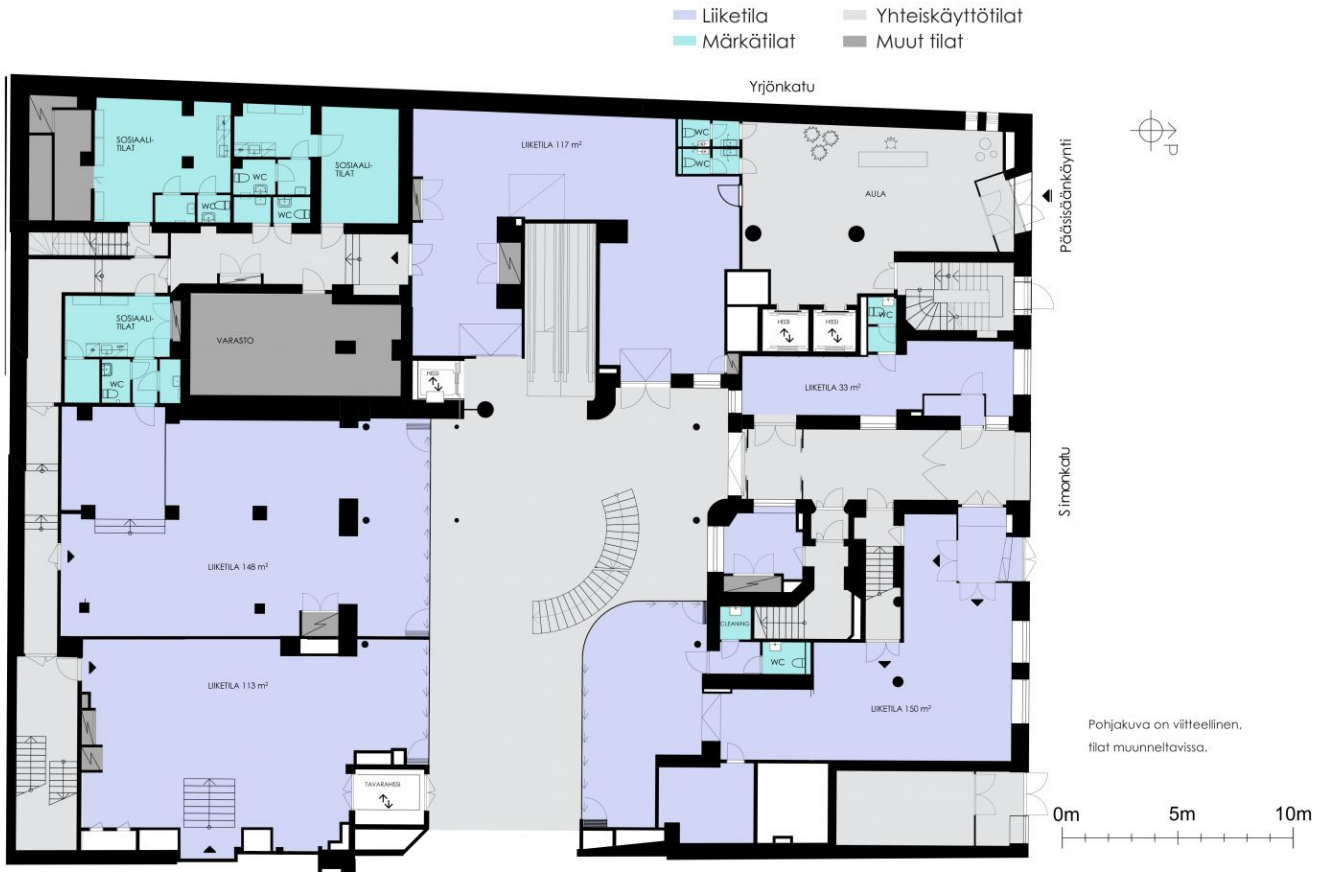 Liiketila
Yhteiskäyttötilat
Märkätilat
Muut tilat
Yrjönkatu
P
Pääsisäänkäynti
SOSIAALI-
TILAT
LIIKETILA 117 m²
WC
WC
SOSIAALI-
TILAT
WC
WC
WC
AULA
SOSIAALI-
TILAT
VARASTO
WC
HISSI
HISSI
HISSI
WC
LIIKETILA 33 m²
Simonkatu
LIIKETILA 148 m²
CLEANING
WC
LIIKETILA 113 m²
LIIKETILA 150 m²
TAVARAHISSI
Pohjakuva on viitteellinen,
tilat muunneltavissa.
0m 5m 10m